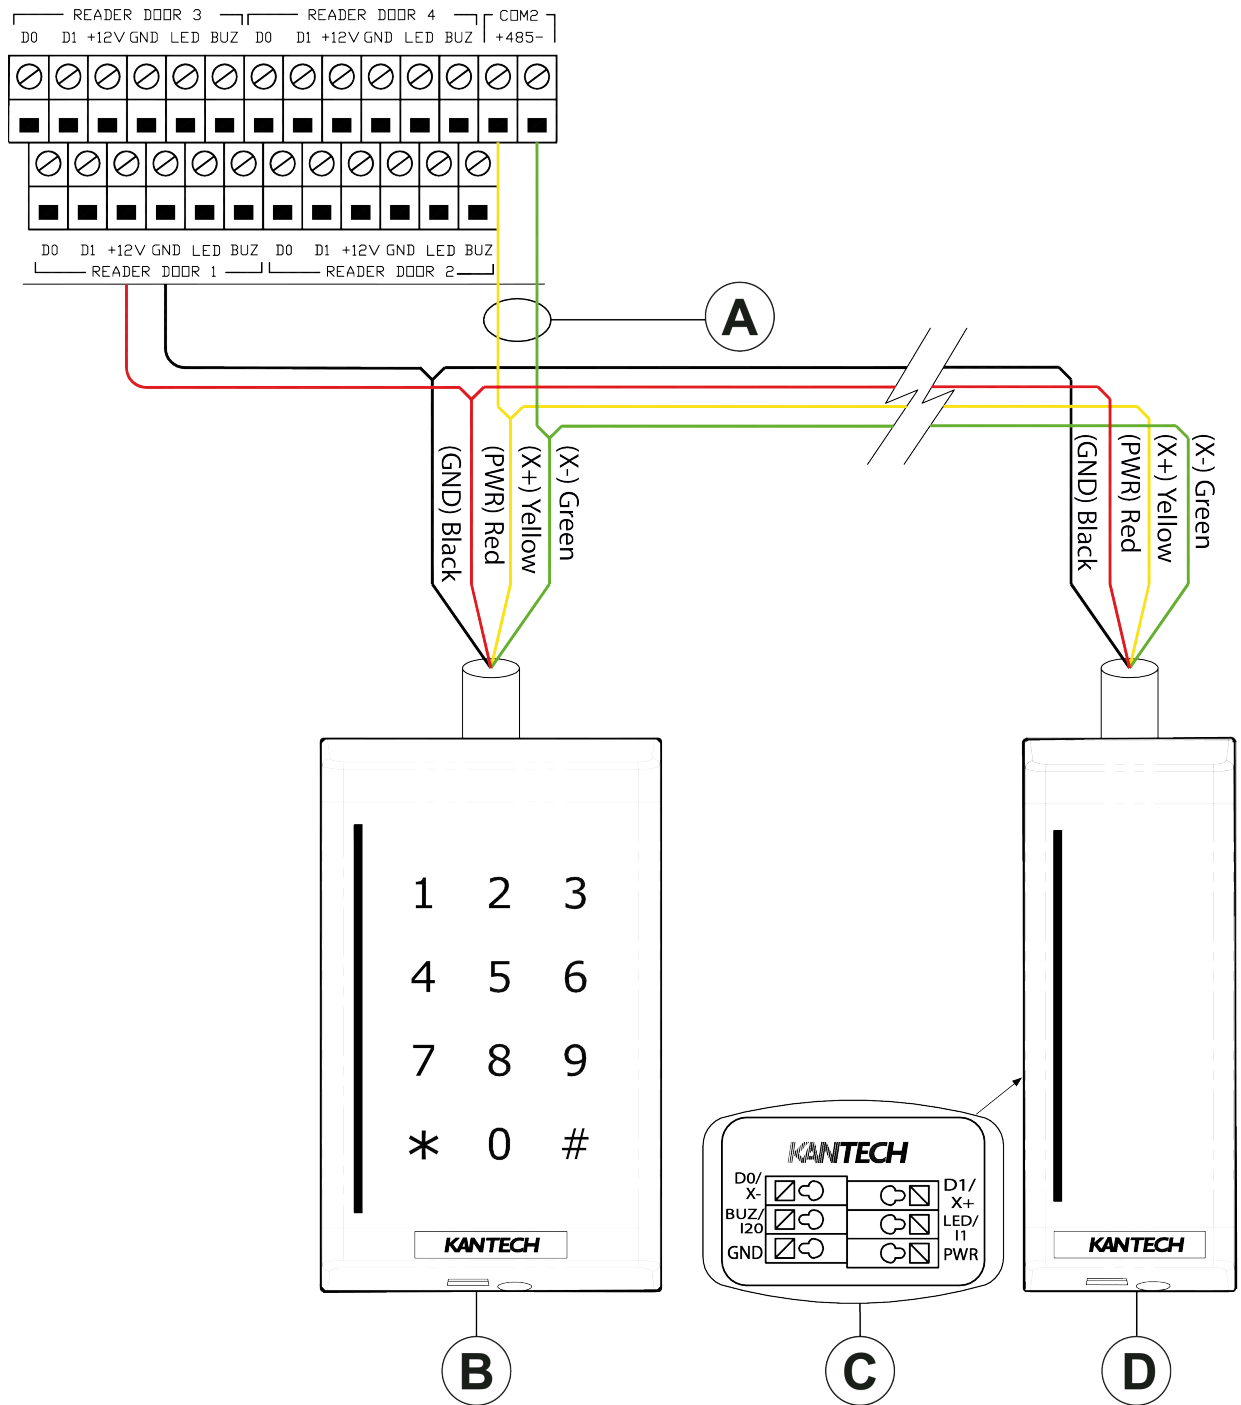 READER DOOR 3 READER DOOR 4 COM2
D0 D1 +12V GND LED BUZ D0 D1 +12V GND LED BUZ +485-
D0 D1 +12V GND LED BUZ D0 D1 +12V GND LED BUZ
READER DOOR 1 READER DOOR 2
A
(GND) Black
(PWR) Red
(X+) Yellow
(X-) Green
(GND) Black
(PWR) Red
(X+) Yellow
(X-) Green
1 2 3
4 5 6
7 8 9
* 0 #
KANTECH
KANTECH
D0/
X-
BUZ/
I20
GND
D1/
X+
LED/
I1
PWR
KANTECH
B
C
D